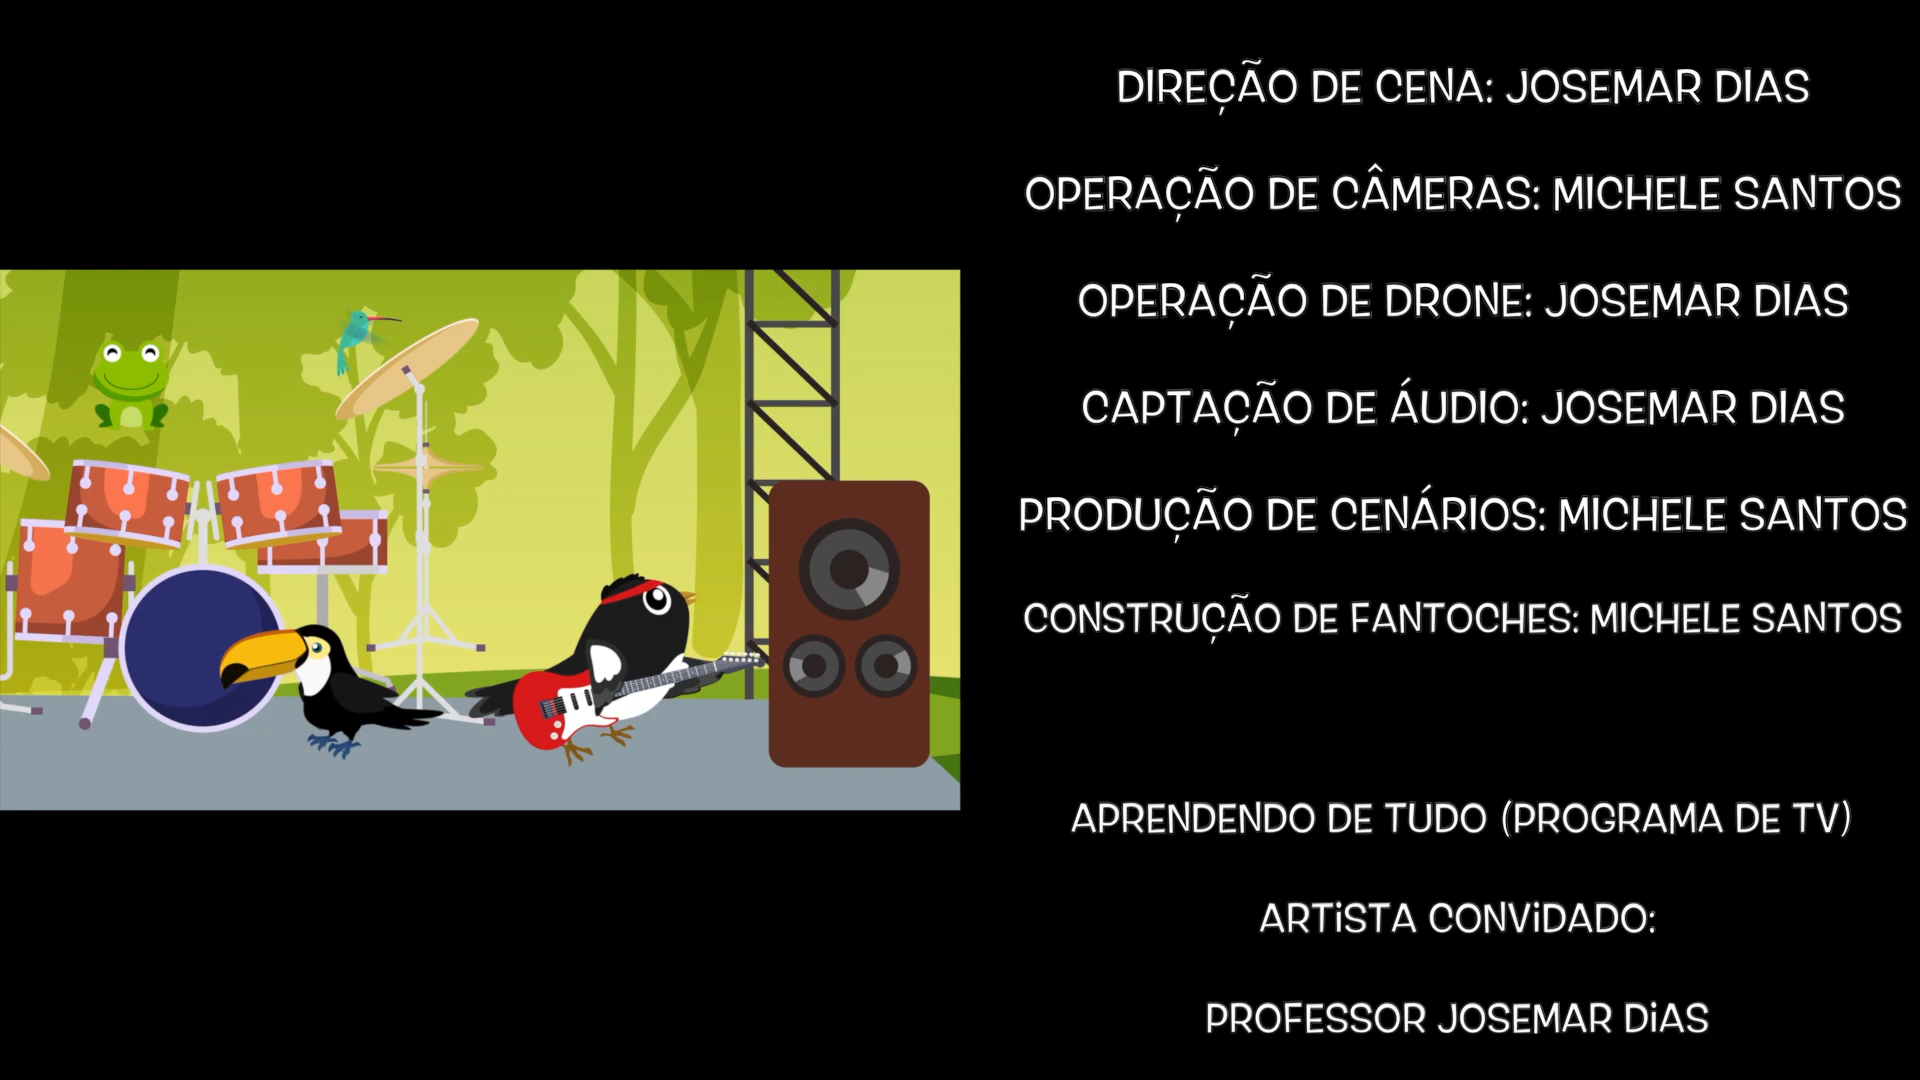 DIREÇÃO DE CENA: JOSEMAR DIAS
OPERAÇÃO DE CÂMERAS: MICHELE SANTOS
OPERAÇÃO DE DRONE: JOSEMAR DIAS
CAPTAÇÃO DE ÁUDIO: JOSEMAR DIAS
PRODUÇÃO DE CENÁRIOS: MICHELE SANTOS
CONSTRUÇÃO DE FANTOCHES: MICHELE SANTOS
APRENDENDO DE TUDO (PROGRAMA DE TV)
ARTiSTA CONViDADO:
PROFESSOR JOSEMAR DiAS